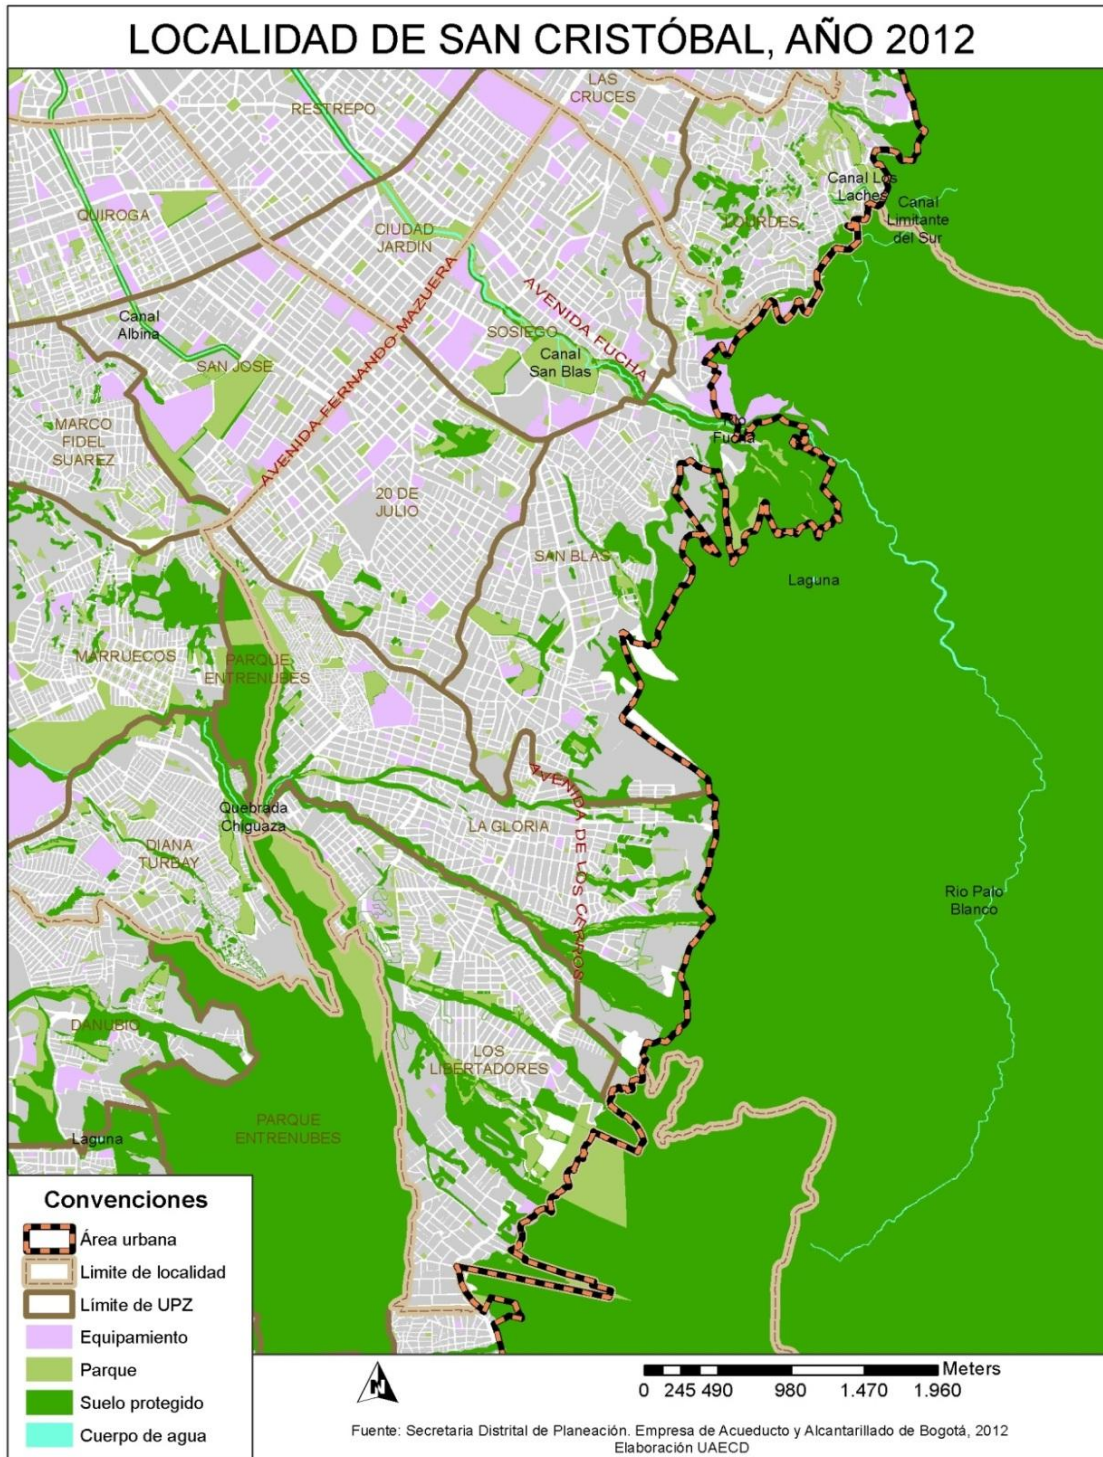 LOCALIDAD DE SAN CRISTÓBAL, AÑO 2012
LAS
CRUCES
RESTREPO
Canal Los
Laches
Canal
Limitante
del Sur
QUIROGA
LOURDES
CIUDAD
JARDIN
AVENIDA FERNANDO MAZUERA
AVENIDA FUCHA
Canal
Albina
SOSIEGO
Canal
San Blas
SAN JOSE
MARCO
FIDEL
SUAREZ
Rio
Fucha
20 DE
JULIO
SAN BLAS
Laguna
MARRUECOS
PARQUE
ENTRENUBES
AVENIDA DE LOS CERROS
Quebrada
Chiguaza
LA GLORIA
DIANA
TURBAY
Rio Palo
Blanco
DANUBIO
LOS
LIBERTADORES
PARQUE
ENTRENUBES
Laguna
Convenciones
Área urbana
Limite de localidad
Límite de UPZ
Equipamiento
Parque
Suelo protegido
Cuerpo de agua
N
Meters
0 245 490 980 1.470 1.960
Fuente: Secretaria Distrital de Planeación. Empresa de Acueducto y Alcantarillado de Bogotá, 2012
Elaboración UAECD